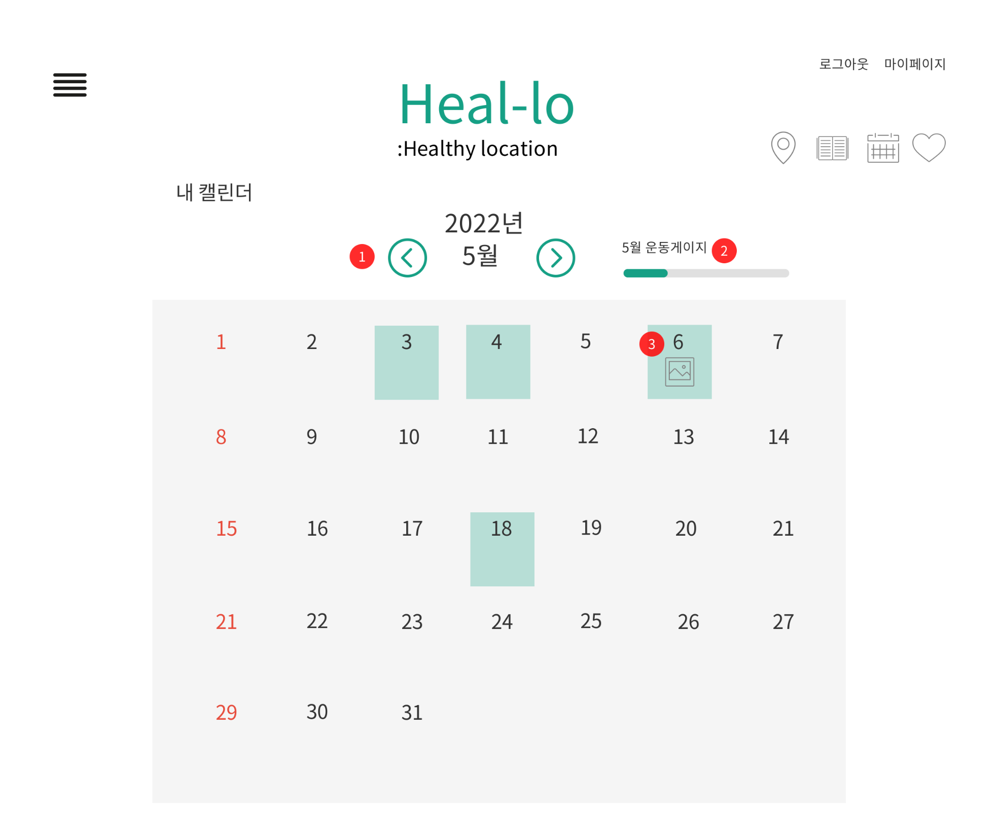 로그아웃 마이페이지
Heal-lo
:Healthy location
내 캘린더
2022년
1 5월
5월 운동게이지 2
1 2 3 4 5 3 6 7
8 9 10 11 12 13 14
15 16 17 18 19 20 21
21 22 23 24 25 26 27
29 30 31